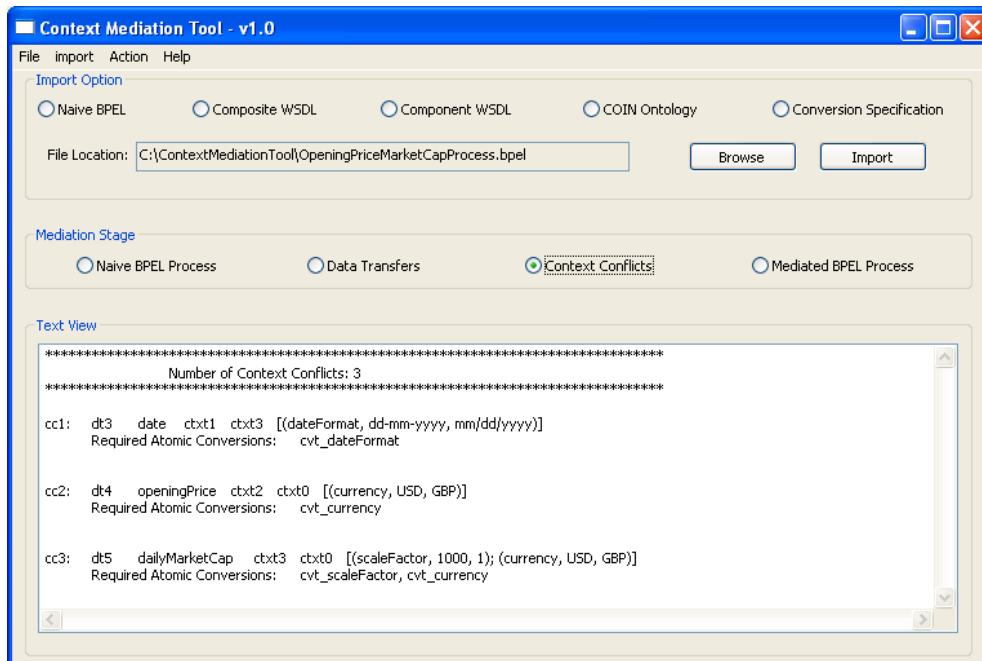 Context Mediation Tool - v1.0
File import Action Help
Import Option
Naive BPEL Composite WSDL Component WSDL COIN Ontology Conversion Specification
File Location: C:\ContextMediationTool\OpeningPriceMarketCapProcess.bpel Browse Import
Mediation Stage
Naive BPEL Process Data Transfers Context Conflicts Mediated BPEL Process
Text View
*******************************************************************************
Number of Context Conflicts: 3
*******************************************************************************
cc1: dt3 date ctxt1 ctxt3 [(dateFormat, dd-mm-yyyy, mm/dd/yyyy)]
Required Atomic Conversions: cvt_dateFormat
cc2: dt4 openingPrice ctxt2 ctxt0 [(currency, USD, GBP)]
Required Atomic Conversions: cvt_currency
cc3: dt5 dailyMarketCap ctxt3 ctxt0 [(scaleFactor, 1000, 1); (currency, USD, GBP)]
Required Atomic Conversions: cvt_scaleFactor, cvt_currency